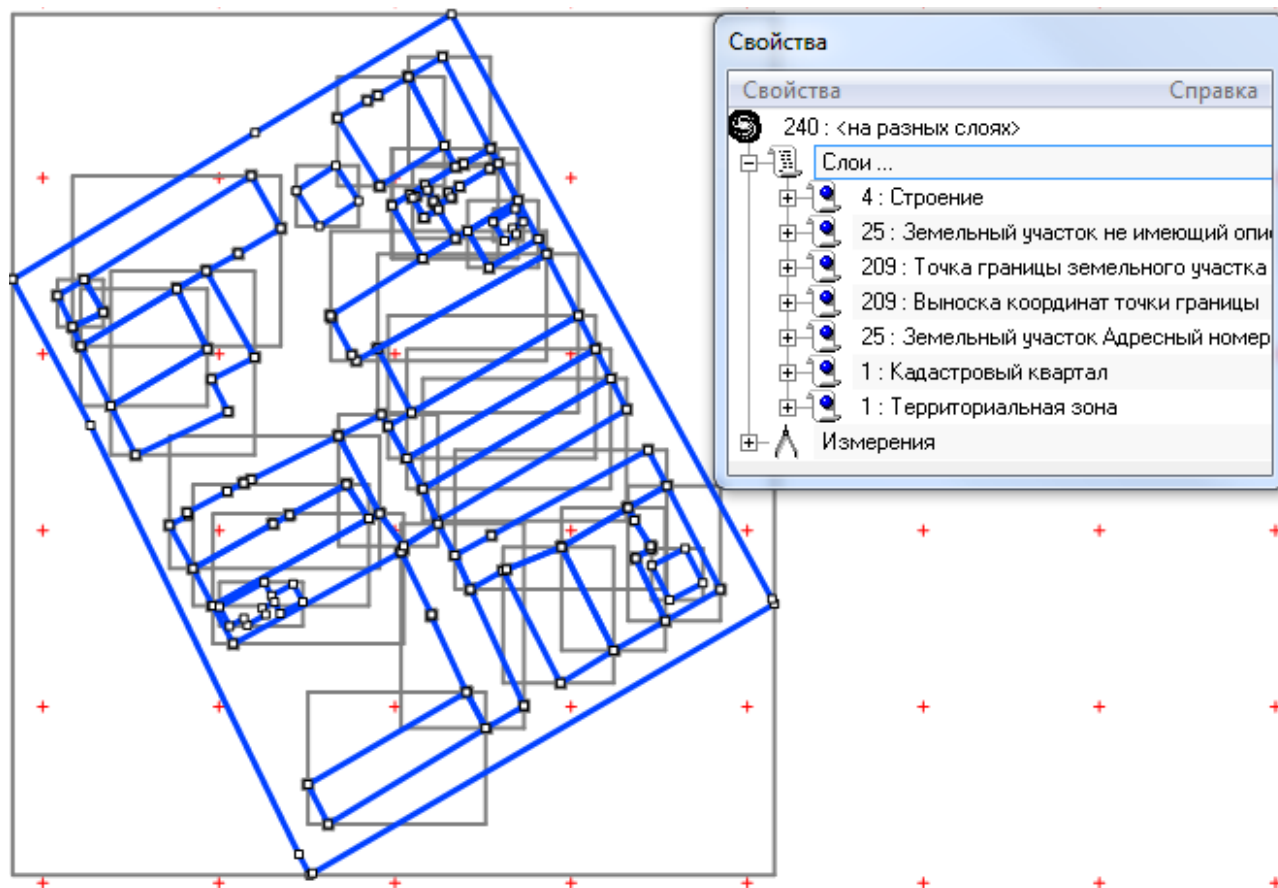 Свойства
Свойства Справка
240 : <на разных слоях>
Слои ...
4 : Строение
25 : Земельный участок не имеющий
209 : Точка границы земельного участка
209 : Выноска координат точки границы
25 : Земельный участок Адресный номер
1 : Кадастровый квартал
1 : Территориальная зона
Измерения